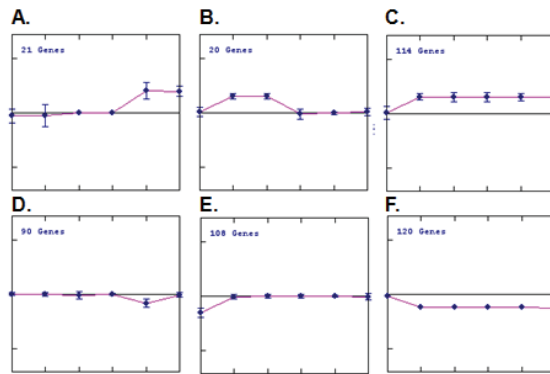 A.
21 Genes
B.
20 Genes
C.
114 Genes
D.
90 Genes
E.
108 Genes
F.
120 Genes